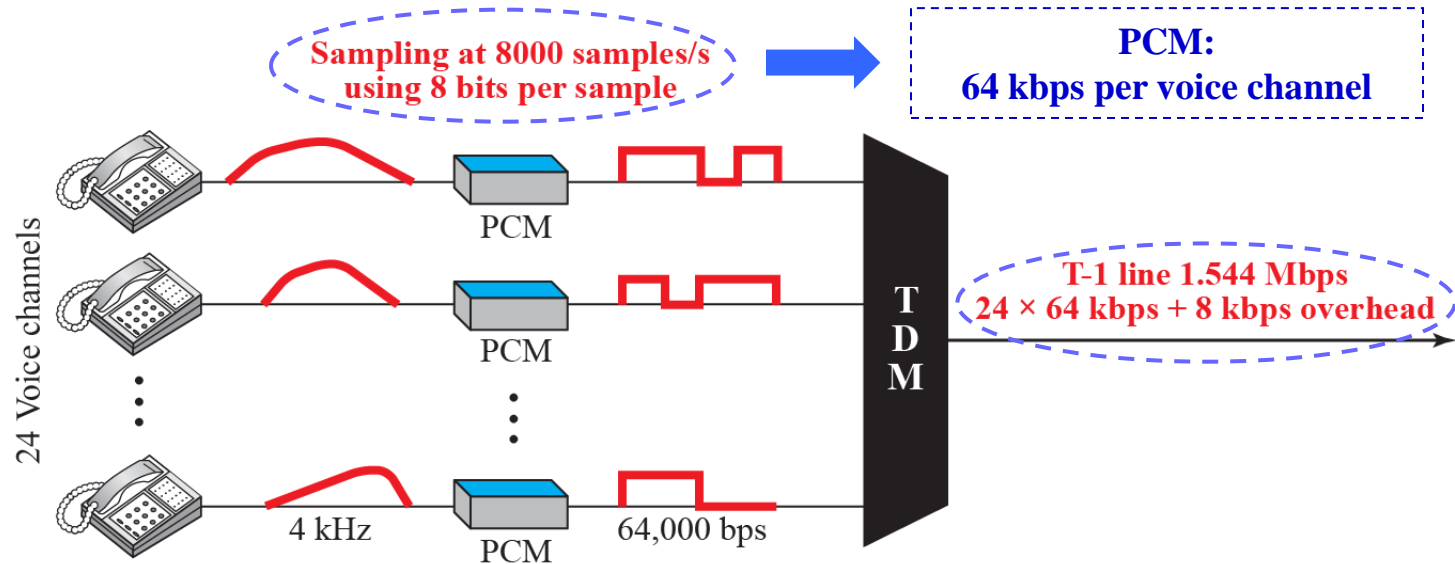 Sampling at 8000 samples/s
using 8 bits per sample
PCM:
64 kbps per voice channel
24 Voice channels
PCM
PCM
PCM
4 kHz
64,000 bps
T
D
M
T-1 line 1.544 Mbps
24 × 64 kbps + 8 kbps overhead